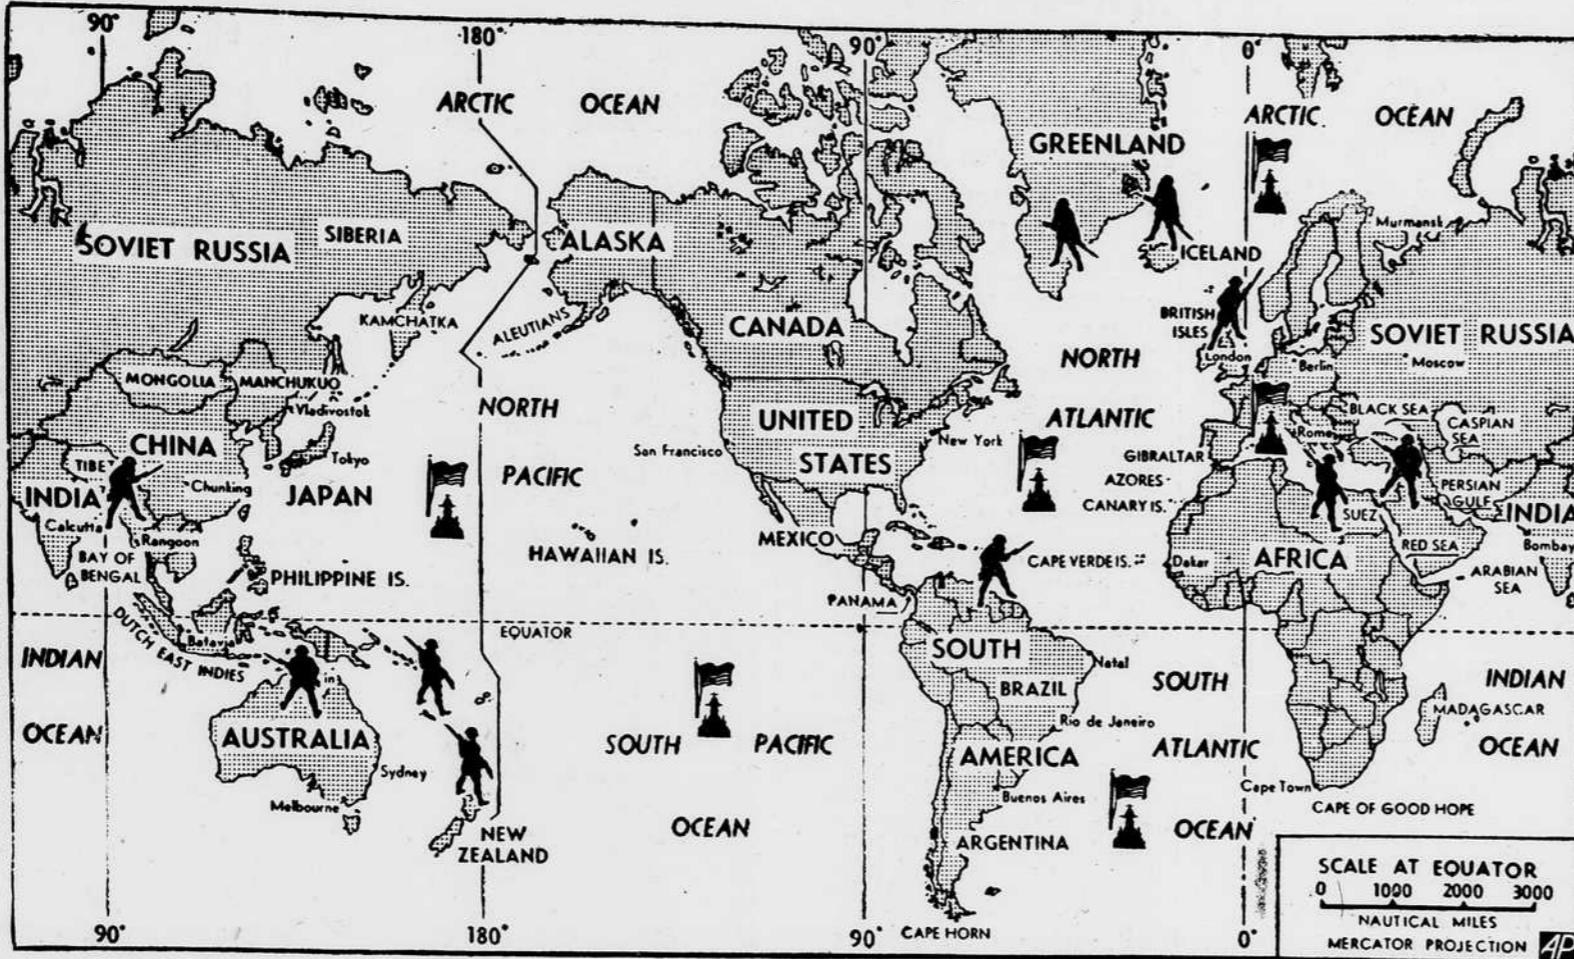 90°
180°
90°
0°
ARCTIC OCEAN
ARCTIC OCEAN
GREENLAND
Murmansk
SOVIET RUSSIA
SIBERIA
ALASKA
ICELAND
KAMCHATKA
ALEUTIANS
CANADA
BRITISH
ISLES
SOVIET RUSSIA
London
Berlin
Moscow
NORTH
ATLANTIC
MONGOLIA
MANCHUKUO
Vladivostok
NORTH
PACIFIC
UNITED
STATES
New York
San Francisco
BLACK SEA
CASPIAN
SEA
Rome
GIBRALTAR
CHINA
TIBE
Tokyo
Chunking
JAPAN
AZORES
CANARY IS.
PERSIAN
GULF
SUEZ
INDIA
INDIA
Calcutta
Rangoon
BAY OF
BENGAL
PHILIPPINE IS.
HAWAIIAN IS.
MEXICO
CAPE VERDE IS.
Dakar
AFRICA
RED SEA
Bombay
ARABIAN
SEA
PANAMA
EQUATOR
DUTCH EAST INDIES
Batavia
INDIAN
OCEAN
in
SOUTH
AMERICA
BRAZIL
Natal
SOUTH
ATLANTIC
OCEAN
INDIAN
OCEAN
MADAGASCAR
AUSTRALIA
Sydney
Melbourne
SOUTH PACIFIC
OCEAN
Rio de Janeiro
Buenos Aires
ARGENTINA
Cape Town
CAPE OF GOOD HOPE
NEW
ZEALAND
CAPE HORN
SCALE AT EQUATOR
0 1000 2000 3000
NAUTICAL MILES
MERCATOR PROJECTION AP
90°
180°
90°
0°